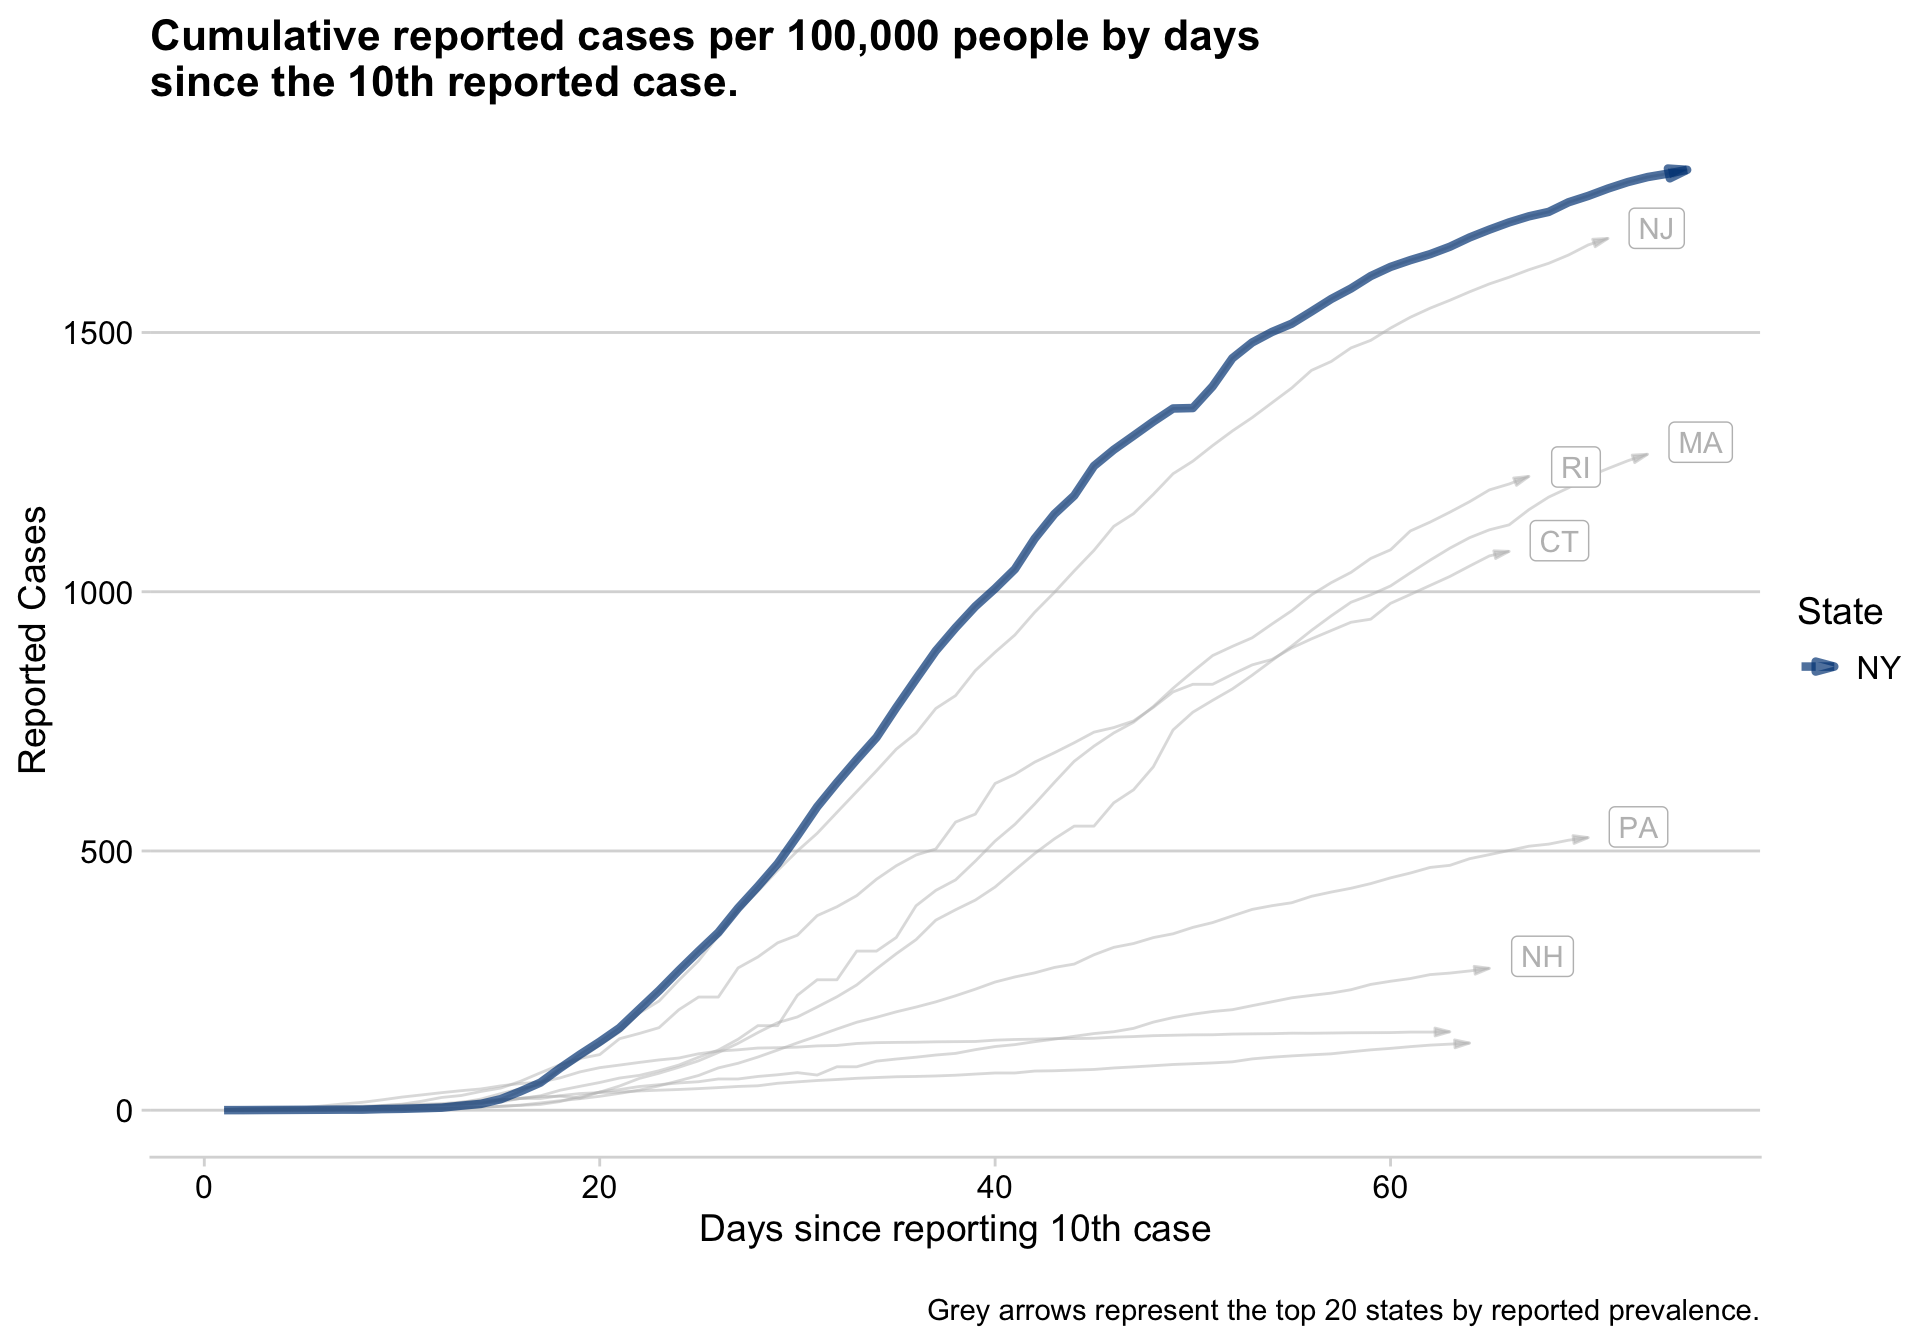 Cumulative reported cases per 100,000 people by days
since the 10th reported case.
NJ
1500
MA
RI
CT
1000
Reported Cases
State
NY
PA
500
NH
0
0 20 40 60
Days since reporting 10th case
Grey arrows represent the top 20 states by reported prevalence.